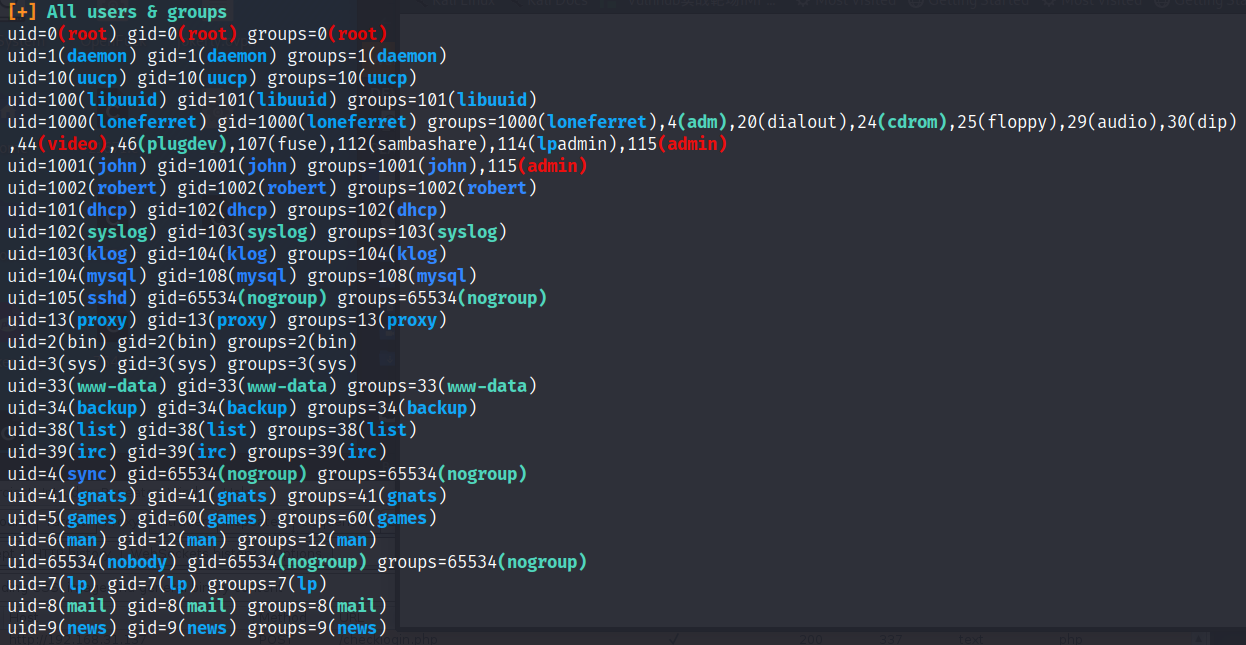 [+] All users & groups
uid=0(root) gid=0(root) groups=0(root)
uid=1(daemon) gid=1(daemon) groups=1(daemon)
uid=10(uucp) gid=10(uucp) groups=10(uucp)
uid=100(libuuid) gid=101(libuuid) groups=101(libuuid)
uid=1000(loneferret) gid=1000(loneferret) groups=1000(loneferret),4(adm),20(dialout),24(cdrom),25(floppy),29(audio),30(dip)
,44(video),46(plugdev),107(fuse),112(sambashare),114(lpadmin),115(admin)
uid=1001(john) gid=1001(john) groups=1001(john),115(admin)
uid=1002(robert) gid=1002(robert) groups=1002(robert)
uid=101(dhcp) gid=102(dhcp) groups=102(dhcp)
uid=102(syslog) gid=103(syslog) groups=103(syslog)
uid=103(klog) gid=104(klog) groups=104(klog)
uid=104(mysql) gid=108(mysql) groups=108(mysql)
uid=105(sshd) gid=65534(nogroup) groups=65534(nogroup)
uid=13(proxy) gid=13(proxy) groups=13(proxy)
uid=2(bin) gid=2(bin) groups=2(bin)
uid=3(sys) gid=3(sys) groups=3(sys)
uid=33(www-data) gid=33(www-data) groups=33(www-data)
uid=34(backup) gid=34(backup) groups=34(backup)
uid=38(list) gid=38(list) groups=38(list)
uid=39(irc) gid=39(irc) groups=39(irc)
uid=4(sync) gid=65534(nogroup) groups=65534(nogroup)
uid=41(gnats) gid=41(gnats) groups=41(gnats)
uid=5(games) gid=60(games) groups=60(games)
uid=6(man) gid=12(man) groups=12(man)
uid=65534(nobody) gid=65534(nogroup) groups=65534(nogroup)
uid=7(lp) gid=7(lp) groups=7(lp)
uid=8(mail) gid=8(mail) groups=8(mail)
uid=9(news) gid=9(news) groups=9(news)